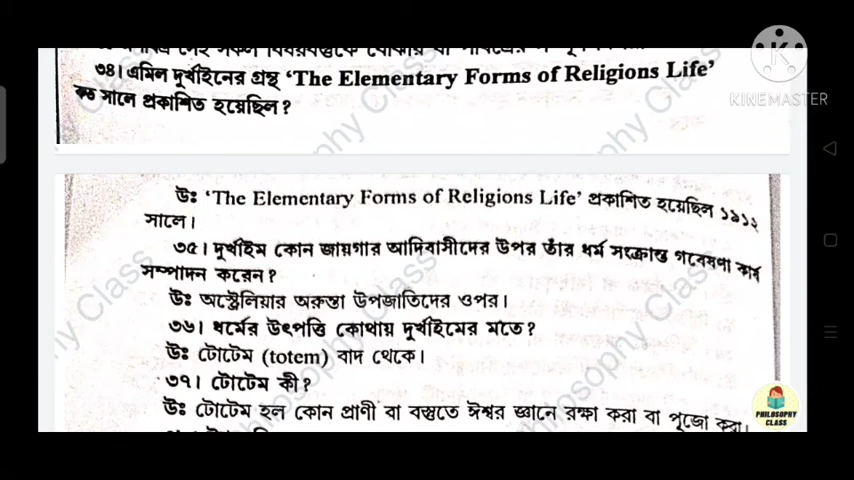 ৩৪। এমিল দুর্খাইনের গ্রন্থ ‘The Elementary Forms of Religions Life’
কত সালে প্রকাশিত হয়েছিল?
উঃ ‘The Elementary Forms of Religions Life’ প্রকাশিত হয়েছিল ১৯১২
সালে।
৩৫। দুর্খাইম কোন জায়গার আদিবাসীদের উপর তাঁর ধর্ম সংক্রান্ত গবেষণা কার্য
সম্পাদন করেন?
উঃ অস্ট্রেলিয়ার অরুন্তা উপজাতিদের ওপর।
৩৬। ধর্মের উৎপত্তি কোথায় দুর্খাইমের মতে?
উঃ টোটেম (totem) বাদ থেকে।
৩৭। টোটেম কী?
উঃ টোটেম হল কোন প্রাণী বা বস্তুতে ঈশ্বর জ্ঞানে রক্ষা করা বা পূজো করা।
KINEMASTER
PHILOSOPHY
CLASS
Philosophy Class